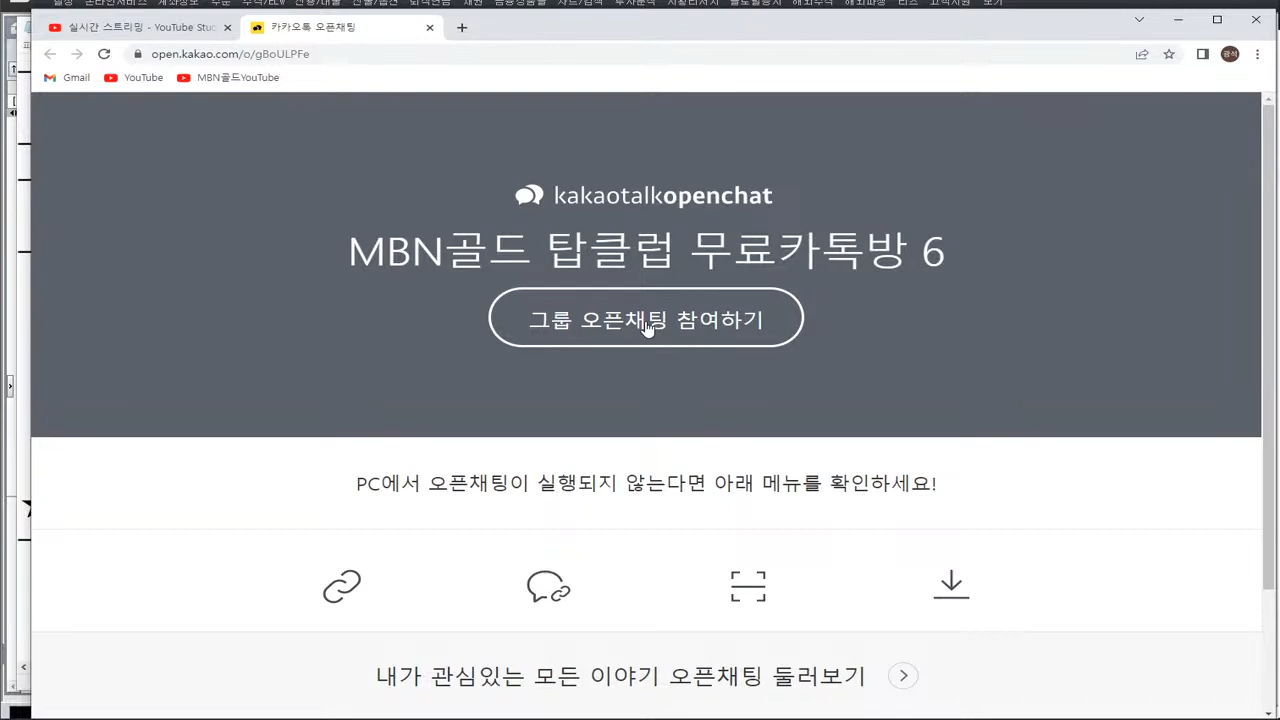 실시간 스트리밍 - YouTube Stu
카카오톡 오픈채팅
open.kakao.com/o/gBoULPFe
광석
Gmail
YouTube
MBN골드YouTube
kakaotalkopenchat
MBN골드 탑클럽 무료카톡방 6
그룹 오픈채팅 참여하기
PC에서 오픈채팅이 실행되지 않는다면 아래 메뉴를 확인하세요!
내가 관심있는 모든 이야기 오픈채팅 둘러보기